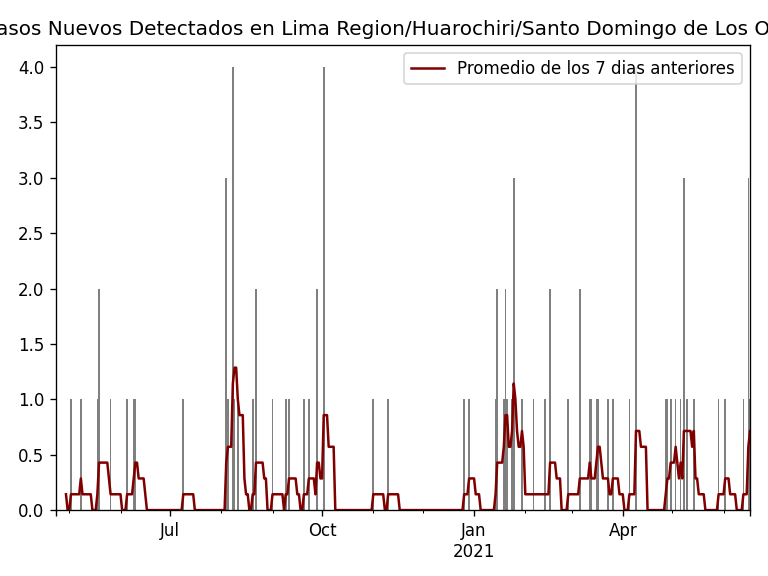 asos Nuevos Detectados en Lima Region/Huarochiri/Santo Domingo de Los O
Promedio de los 7 dias anteriores
4.0
3.5
3.0
2.5
2.0
1.5
1.0
0.5
0.0
Jul
Oct
Jan
2021
Apr